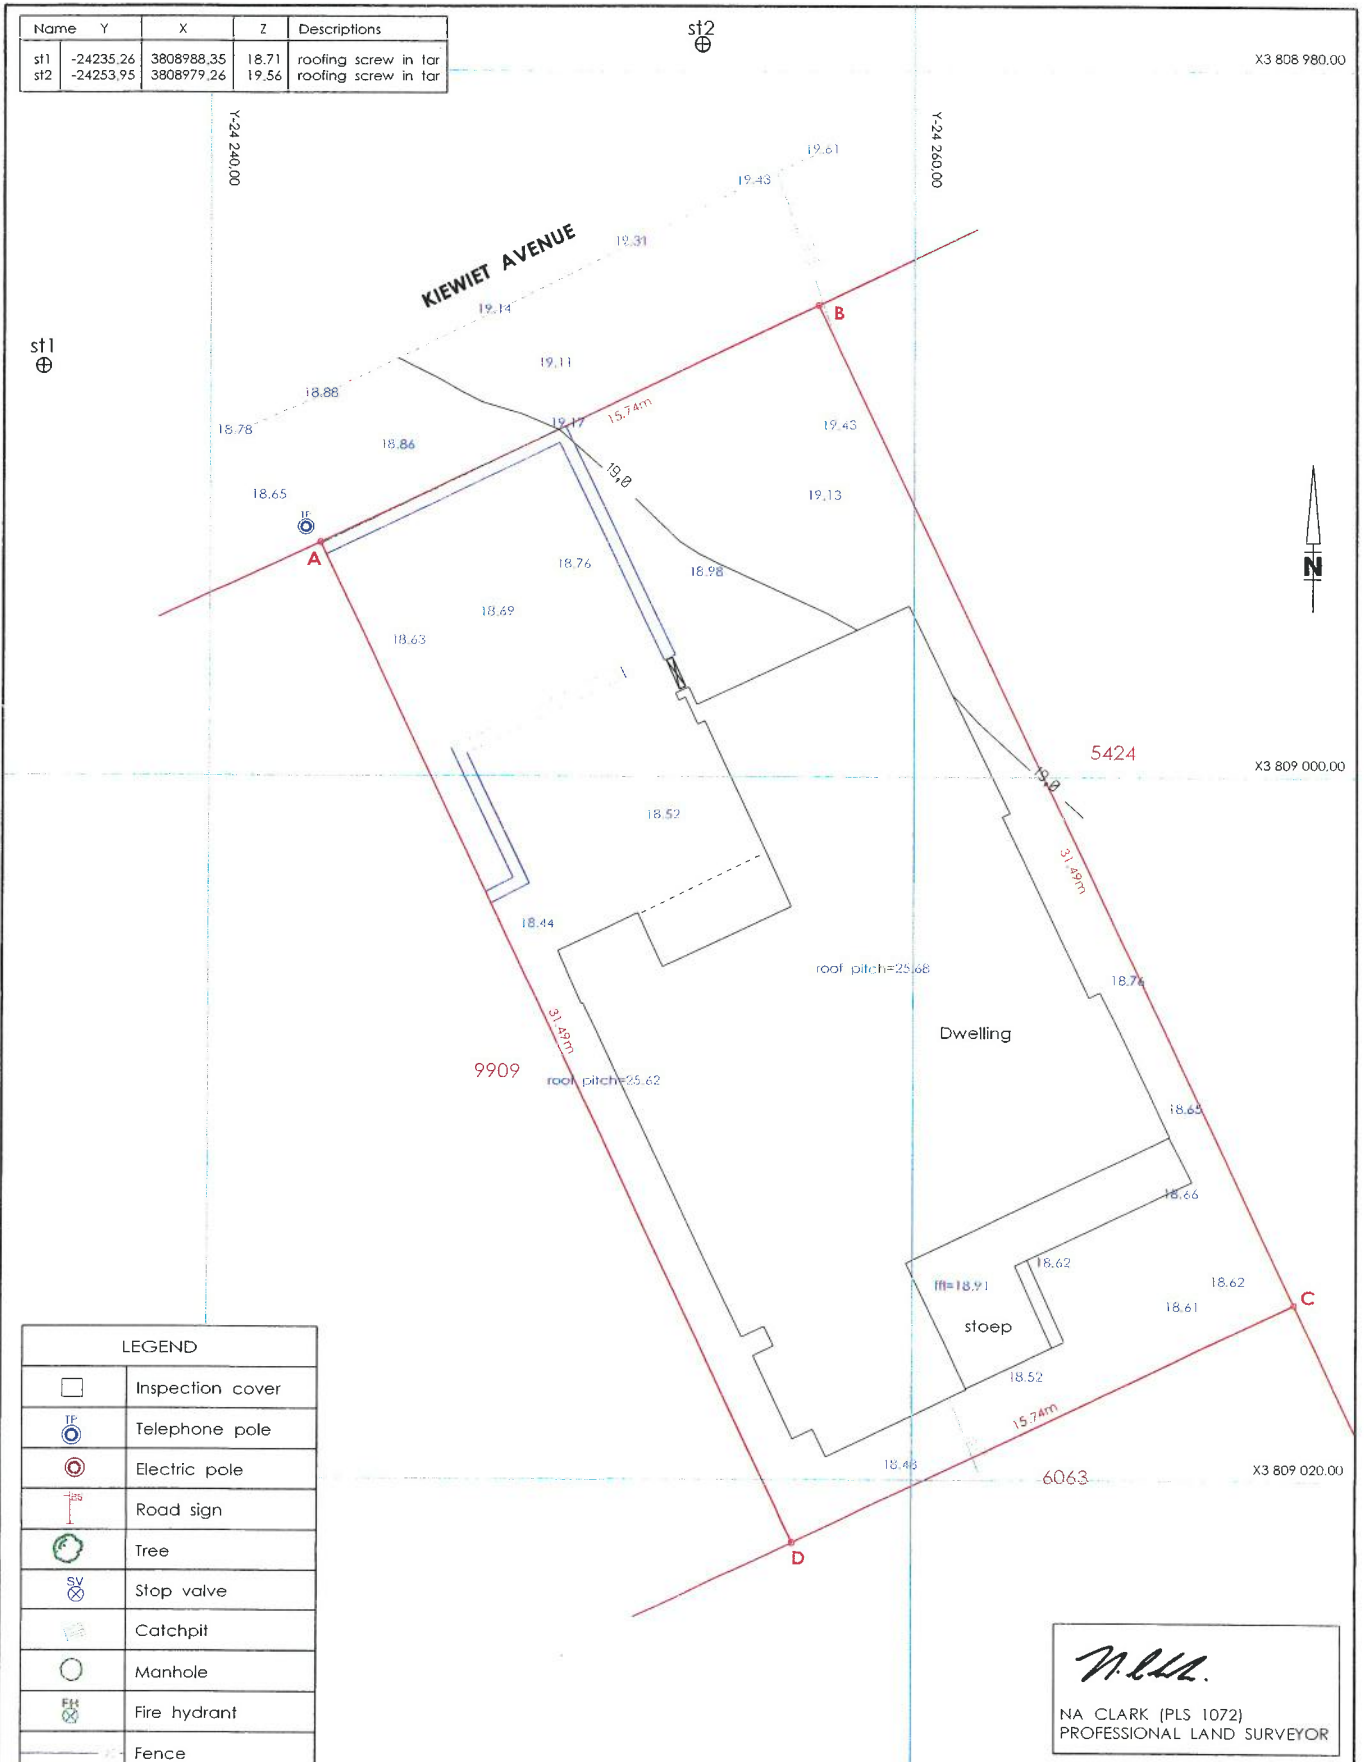 Name Y X Z Descriptions
st1 -24235,26 3808988,35 18.71 roofing screw in tar
st2 -24253,95 3808979,26 19.56 roofing screw in tar
st2
X3 808 980.00
Y-24 240,00
Y-24 260,00
19.61
19.43
KIEWIET AVENUE
19.31
19.14
B
st1
19.11
18.88
15.74m
18.78
19.17
19.43
18.86
19,0
18.65
19.13
TP
A
18.76
18.98
N
18.69
18.63
5424
X3 809 000.00
19,0
18.52
31.49m
18.44
roof pitch=25.68
18.76
31.49m
Dwelling
9909
roof pitch=25.62
18.65
18.66
18.62
ffl=18.91
18.62
18.61
C
stoep
LEGEND
18.52
Inspection cover
15.74m
TP
Telephone pole
18.48
6063
X3 809 020.00
Electric pole
Road sign
D
Tree
SV
Stop valve
Catchpit
Manhole
FH
Fire hydrant
Fence
NA CLARK (PLS 1072)
PROFESSIONAL LAND SURVEYOR